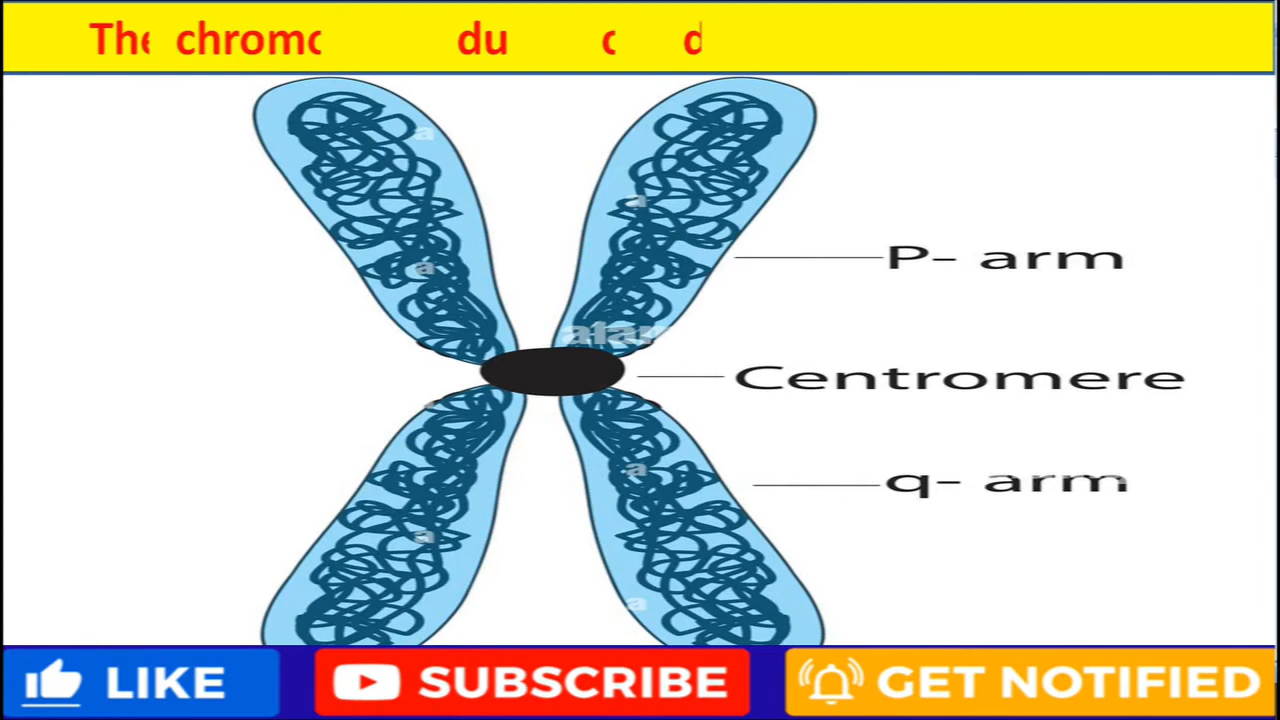 The chromo du c d
P- arm
Centromere
q- arm
LIKE SUBSCRIBE GET NOTIFIED